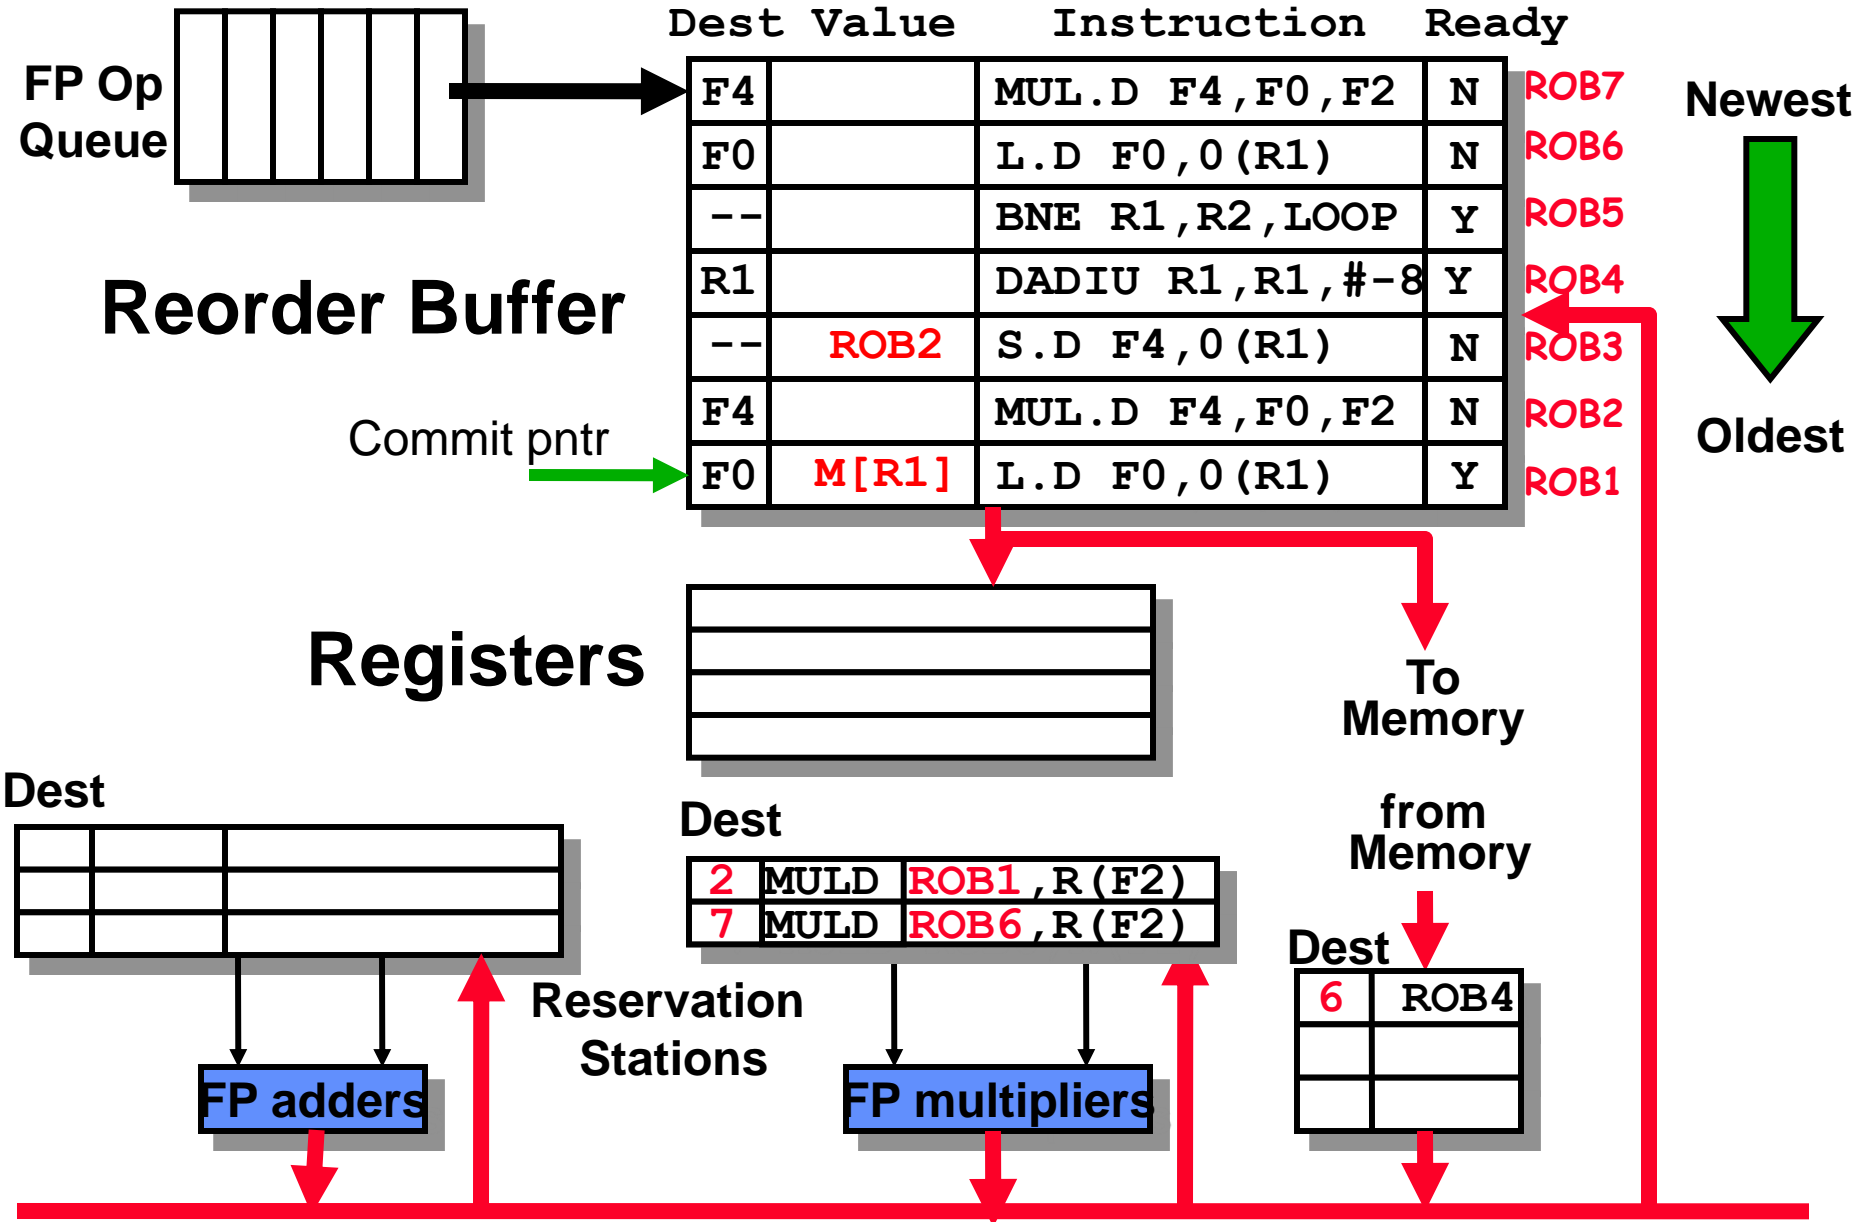 Dest Value Instruction Ready
FP Op
Queue
F4 MUL.D F4,F0,F2 N ROB7
F0 L.D F0,0(R1) N ROB6
-- BNE R1,R2,LOOP Y ROB5
R1 DADIU R1,R1,#-8 Y ROB4
-- ROB2 S.D F4,0(R1) N ROB3
F4 MUL.D F4,F0,F2 N ROB2
F0 M[R1] L.D F0,0(R1) Y ROB1
Newest
Oldest
Reorder Buffer
Commit pntr
Registers
To
Memory
Dest
Dest
from
Memory
2 MULD ROB1,R(F2)
7 MULD ROB6,R(F2)
Dest
6 ROB4
Reservation
Stations
FP adders
FP multipliers